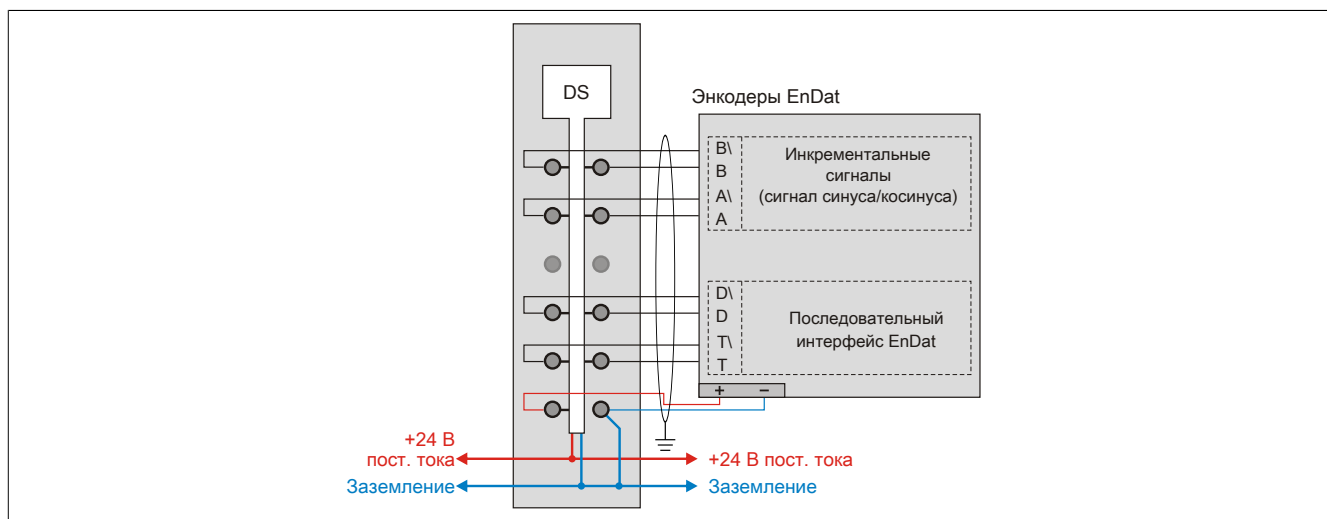 DS
Энкодеры EnDat
B\
B
A\
A
Инкрементальные
сигналы
(сигнал синуса/косинуса)
D\
D
T\
T
Последовательный
интерфейс EnDat
+ −
+24 В
пост. тока
+24 В пост. тока
Заземление
Заземление